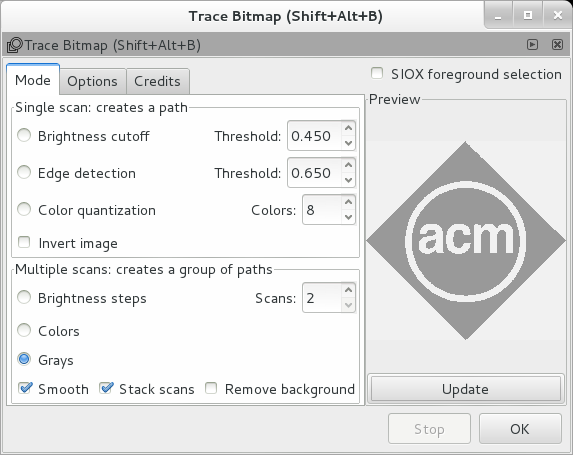 Trace Bitmap (Shift+Alt+B)
Trace Bitmap (Shift+Alt+B)
Mode Options Credits
SIOX foreground selection
Single scan: creates a path
Brightness cutoff Threshold: 0.450
Edge detection Threshold: 0.650
Color quantization Colors: 8
Invert image
Multiple scans: creates a group of paths
Brightness steps Scans: 2
Colors
Grays
Smooth Stack scans Remove background
Preview
acm
Update
Stop OK